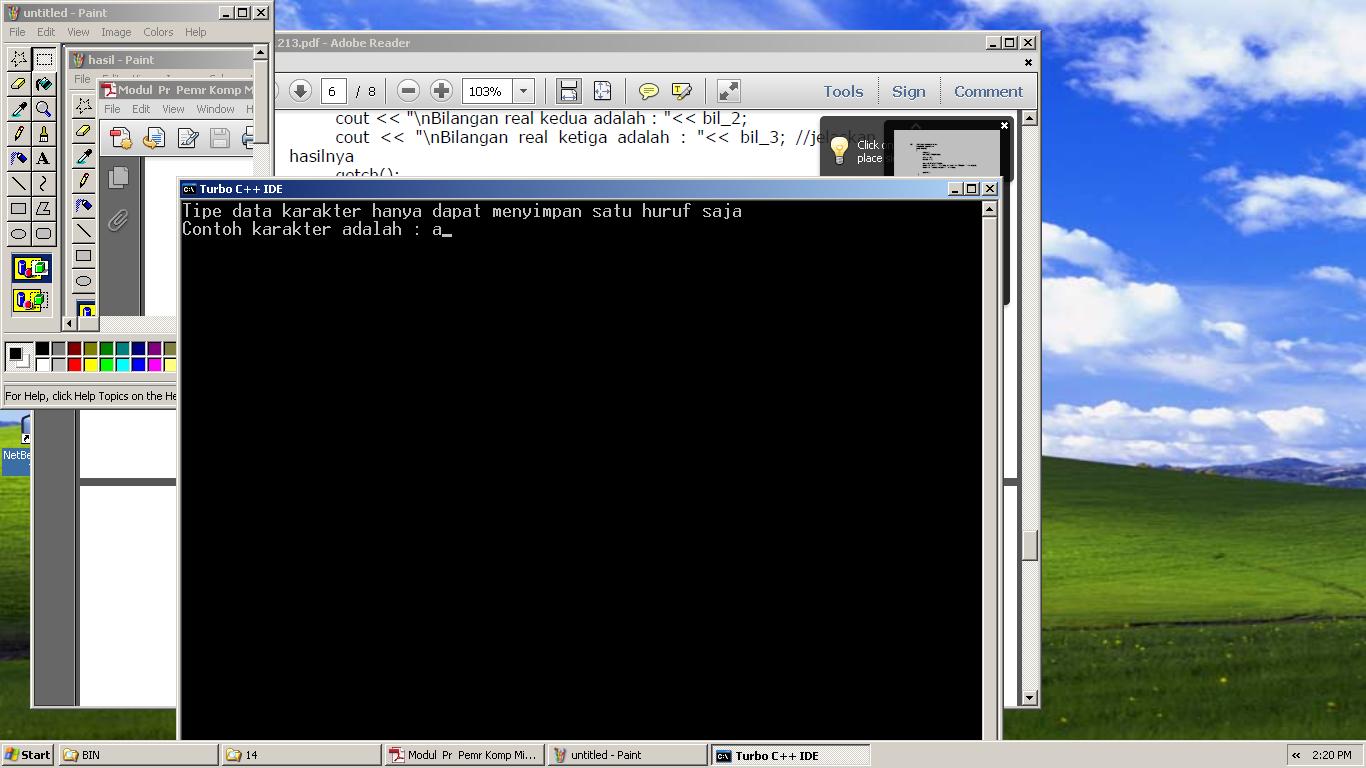 untitled - Paint
File Edit View Image Colors Help
hasil - Paint
File
Modul Pr Pemr Komp M
File Edit View Window H
213.pdf - Adobe Reader
6 / 8 103% Tools Sign Comment
cout << "\nBilangan real kedua adalah : "<< bil_2;
cout << "\nBilangan real ketiga adalah : "<< bil_3; //jelaskan
hasilnya
getch();
Click on
place
Turbo C++ IDE
Tipe data karakter hanya dapat menyimpan satu huruf saja
Contoh karakter adalah : a_
For Help, click Help Topics on the He
NetBe
Start BIN 14 Modul Pr Pemr Komp Mi... untitled - Paint Turbo C++ IDE « 2:20 PM